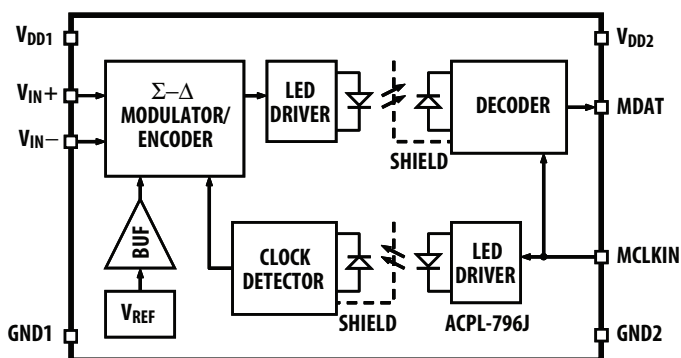 VDD1
VDD2
VIN+
VIN−
Σ−Δ
MODULATOR/
ENCODER
LED
DRIVER
SHIELD
DECODER
MDAT
BUF
VREF
CLOCK
DETECTOR
SHIELD
LED
DRIVER
ACPL-796J
MCLKIN
GND1
GND2